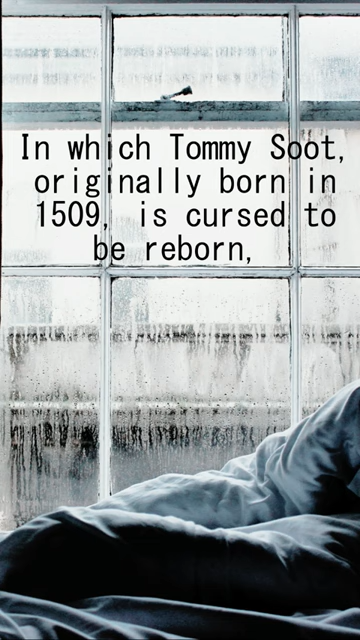 In which Tommy Soot,
originally born in
1509, is cursed to
be reborn,